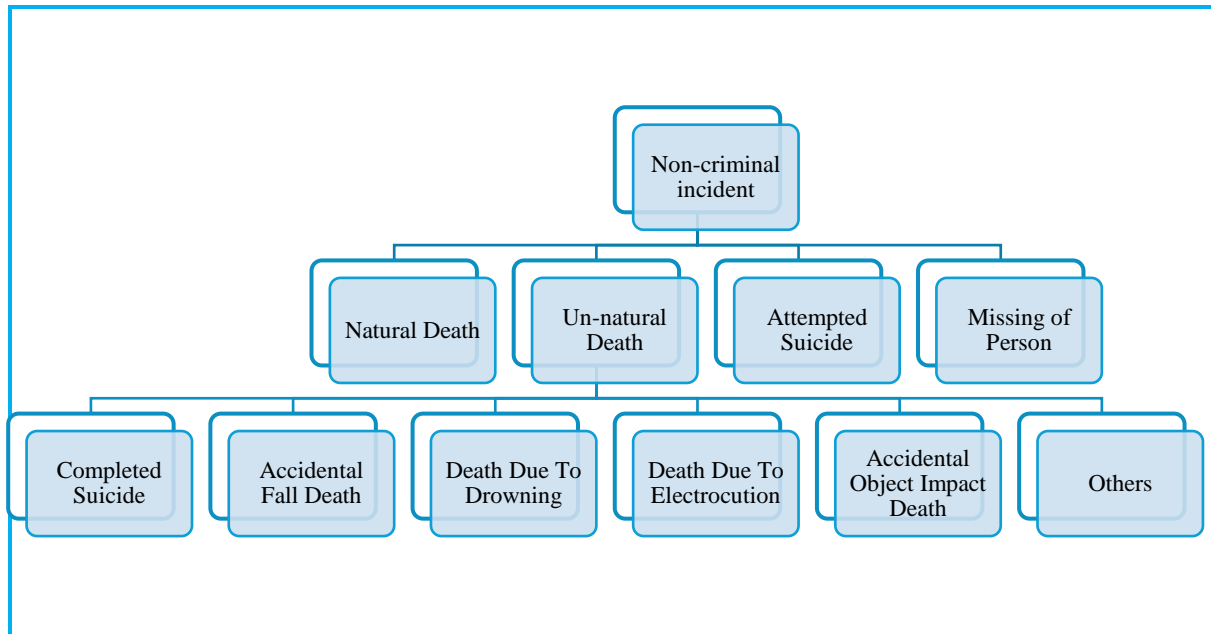 Non-criminal
incident
Natural Death
Un-natural
Death
Attempted
Suicide
Missing of
Person
Completed
Suicide
Accidental
Fall Death
Death Due To
Drowning
Death Due To
Electrocution
Accidental
Object Impact
Death
Others